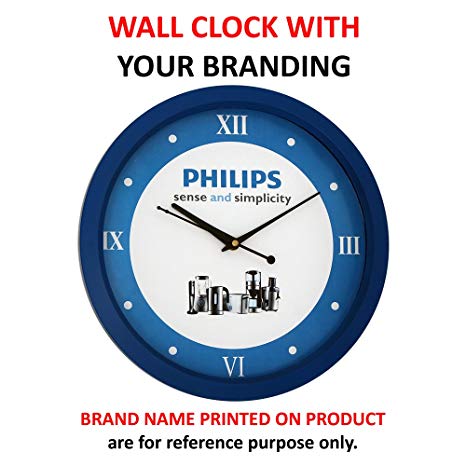 WALL CLOCK WITH
YOUR BRANDING
XII
PHILIPS
sense and simplicity
IX
III
VI
BRAND NAME PRINTED ON PRODUCT
are for reference purpose only.